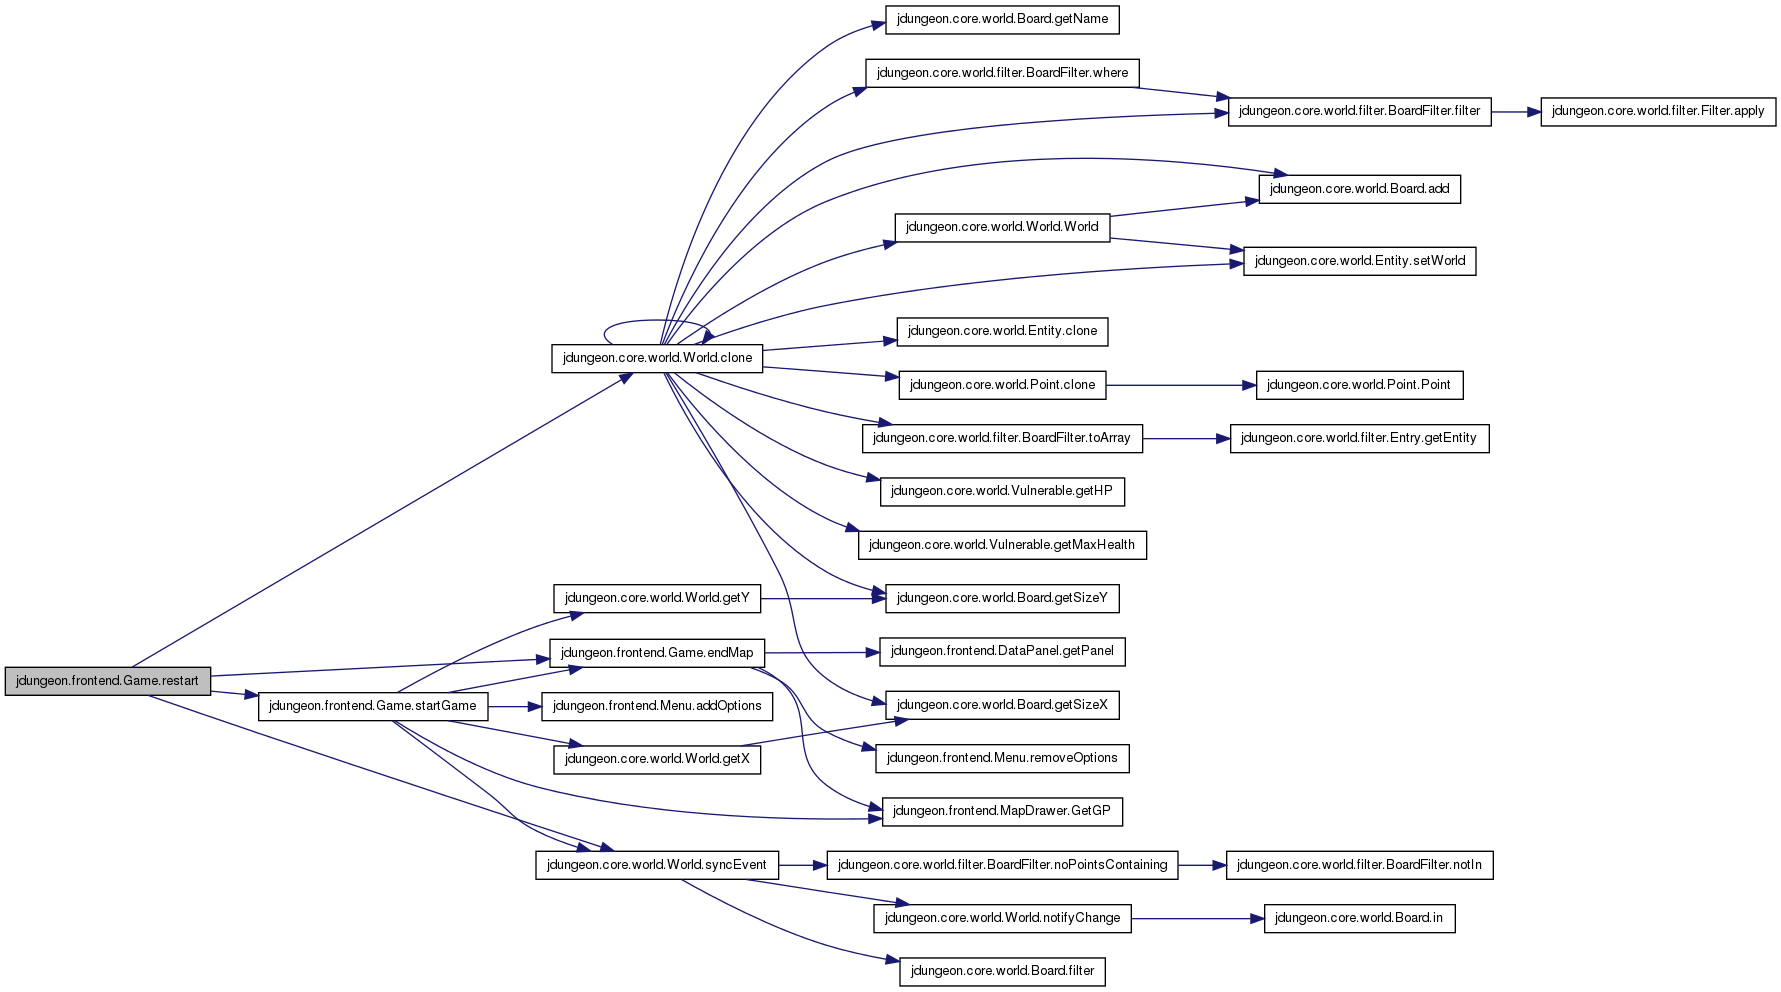 jdungeon.core.world.Board.getName
jdungeon.core.world.filter.BoardFilter.where
jdungeon.core.world.filter.BoardFilter.filter
jdungeon.core.world.filter.Filter.apply
jdungeon.core.world.Board.add
jdungeon.core.world.World.World
jdungeon.core.world.Entity.setWorld
jdungeon.core.world.Entity.clone
jdungeon.core.world.World.clone
jdungeon.core.world.Point.clone
jdungeon.core.world.Point.Point
jdungeon.core.world.filter.BoardFilter.toArray
jdungeon.core.world.filter.Entry.getEntity
jdungeon.core.world.Vulnerable.getHP
jdungeon.core.world.Vulnerable.getMaxHealth
jdungeon.core.world.World.getY
jdungeon.core.world.Board.getSizeY
jdungeon.frontend.Game.endMap
jdungeon.frontend.DataPanel.getPanel
jdungeon.frontend.Game.restart
jdungeon.frontend.Game.startGame
jdungeon.frontend.Menu.addOptions
jdungeon.core.world.Board.getSizeX
jdungeon.core.world.World.getX
jdungeon.frontend.Menu.removeOptions
jdungeon.frontend.MapDrawer.GetGP
jdungeon.core.world.World.syncEvent
jdungeon.core.world.filter.BoardFilter.noPointsContaining
jdungeon.core.world.filter.BoardFilter.notIn
jdungeon.core.world.World.notifyChange
jdungeon.core.world.Board.in
jdungeon.core.world.Board.filter